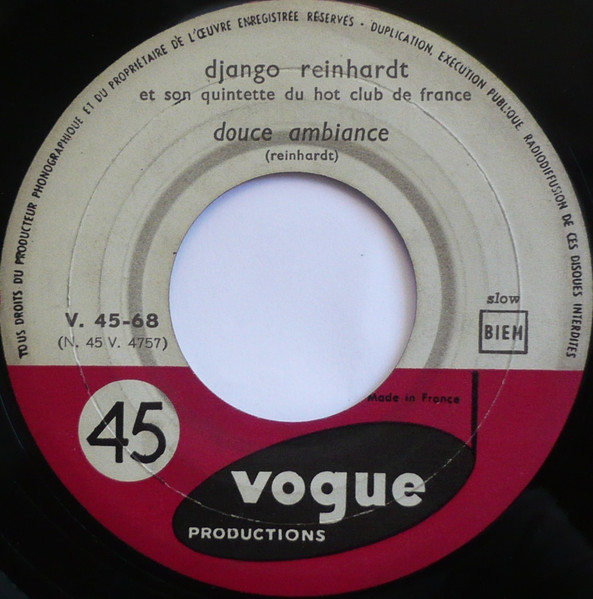 TOUS DROITS DU PRODUCTEUR PHONOGRAPHIQUE ET DU PROPRIÉTAIRE DE L'ŒUVRE ENREGISTRÉE RÉSERVÉS - DUPLICATION, EXÉCUTION PUBLIQUE RADIODIFFUSION DE CES DISQUES INTERDITES
django reinhardt
et son quintette du hot club de france
douce ambiance
(reinhardt)
slow
V. 45-68
BIEM
(N. 45 V. 4757)
Made in France
45
vogue
PRODUCTIONS